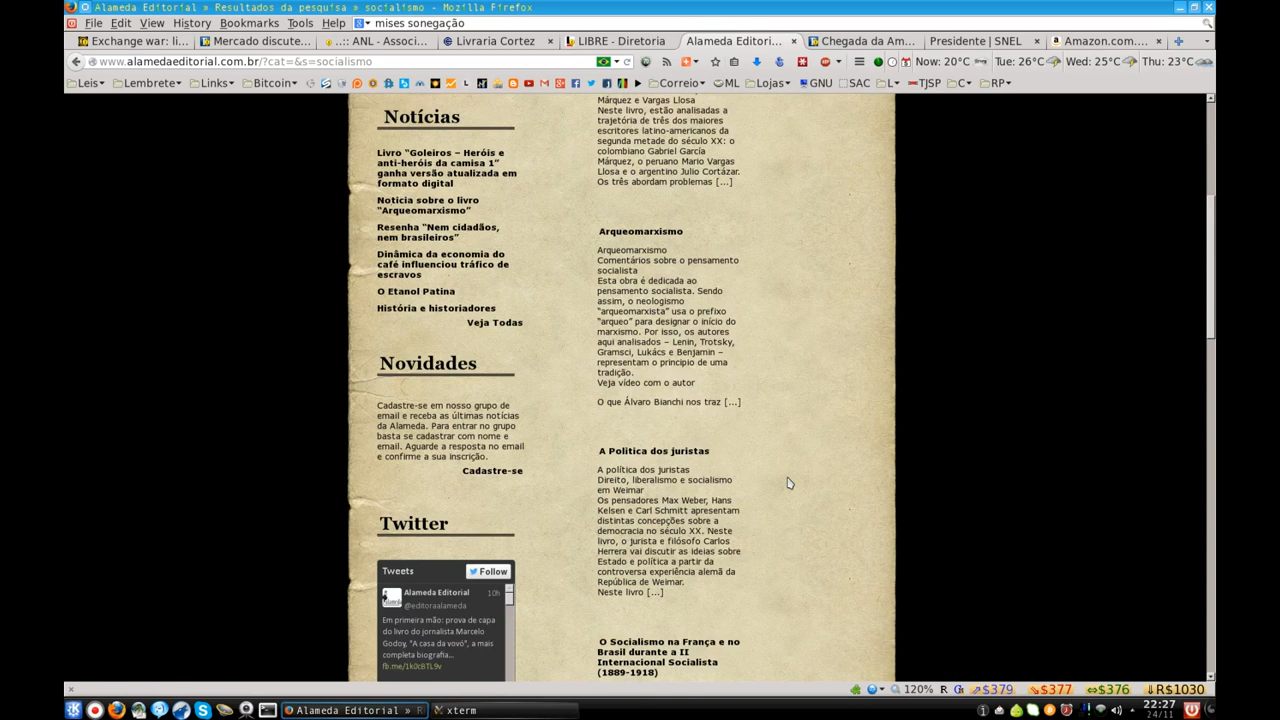 Alameda Editorial » Resultados da pesquisa » socialismo - Mozilla Firefox
File Edit View History Bookmarks Tools Help mises sonegação
Exchange war: li... Mercado discute... ..:: ANL - Associ... Livraria Cortez LIBRE - Diretoria Alameda Editori... Chegada da Am... Presidente | SNEL Amazon.com....
www.alamedaeditorial.com.br/?cat=&s=socialismo Now: 20°C Tue: 26°C Wed: 25°C Thu: 23°C
Leis Lembrete Links Bitcoin Correio ML Lojas GNU SAC L TJSP C RP
Notícias
Livro “Goleiros – Heróis e
anti-heróis da camisa 1”
ganha versão atualizada em
formato digital
Noticia sobre o livro
“Arqueomarxismo”
Resenha “Nem cidadãos,
nem brasileiros”
Dinâmica da economia do
café influenciou tráfico de
escravos
O Etanol Patina
História e historiadores
Veja Todas
Novidades
Cadastre-se em nosso grupo de
email e receba as últimas notícias
da Alameda. Para entrar no grupo
basta se cadastrar com nome e
email. Aguarde a resposta no email
e confirme a sua inscrição.
Cadastre-se
Twitter
Tweets Follow
Alameda Editorial 10h
@editoraalameda
Em primeira mão: prova de capa
do livro do jornalista Marcelo
Godoy, "A casa da vovó", a mais
completa biografia...
fb.me/1k0cBTL9v
Márquez e Vargas Llosa
Neste livro, estão analisadas a
trajetória de três dos maiores
escritores latino-americanos da
segunda metade do século XX: o
colombiano Gabriel García
Márquez, o peruano Mario Vargas
Llosa e o argentino Julio Cortázar.
Os três abordam problemas [...]
Arqueomarxismo
Arqueomarxismo
Comentários sobre o pensamento
socialista
Esta obra é dedicada ao
pensamento socialista. Sendo
assim, o neologismo
“arqueomarxista” usa o prefixo
“arqueo” para designar o início do
marxismo. Por isso, os autores
aqui analisados – Lenin, Trotsky,
Gramsci, Lukács e Benjamin –
representam o principio de uma
tradição.
Veja vídeo com o autor
O que Álvaro Bianchi nos traz [...]
A Politica dos juristas
A política dos juristas
Direito, liberalismo e socialismo
em Weimar
Os pensadores Max Weber, Hans
Kelsen e Carl Schmitt apresentam
distintas concepções sobre a
democracia no século XX. Neste
livro, o jurista e filósofo Carlos
Herrera vai discutir as ideias sobre
Estado e política a partir da
controversa experiência alemã da
República de Weimar.
Neste livro [...]
O Socialismo na França e no
Brasil durante a II
Internacional Socialista
(1889-1918)
120% R $379 $377 $376 R$1030
Alameda Editorial » R xterm 22:27
24/11